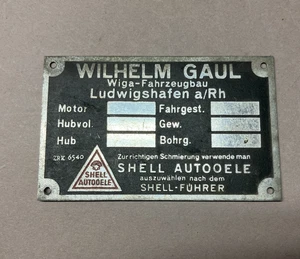 WILHELM GAUL
Wiga-Fahrzeugbau
Ludwigshafen a/Rh
Motor Fahrgest.
Hubvol. Gew.
Hub Bohrg.
6540 Zur richtigen Schmierung verwende man
SHELL AUTOOELE
SHELL AUTOOELE
auszuwählen nach dem
SHELL-FÜHRER